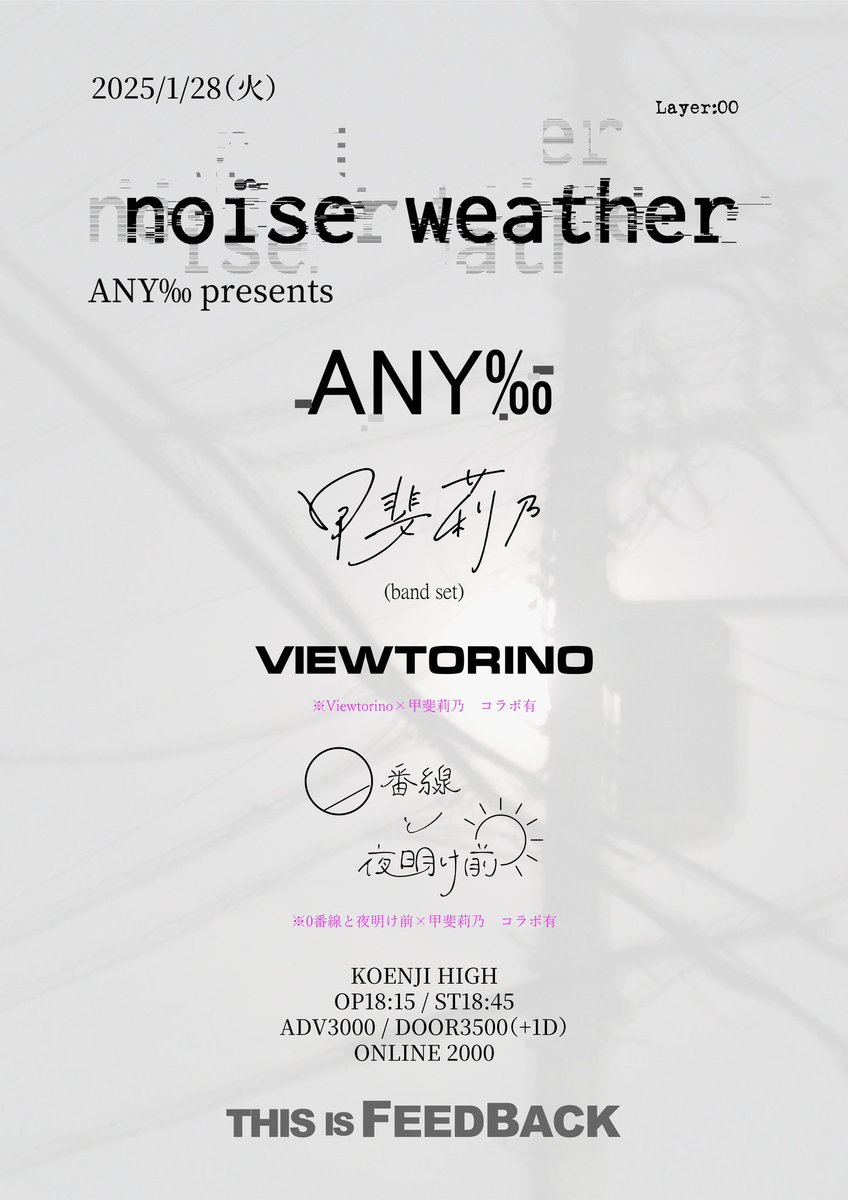 2025/1/28(火)
Layer:00
noise weather
ANY‱ presents
ANY‱
甲斐莉乃
(band set)
VIEWTORINO
※Viewtorino×甲斐莉乃　コラボ有
0番線
と
夜明け前
※0番線と夜明け前×甲斐莉乃　コラボ有
KOENJI HIGH
OP18:15 / ST18:45
ADV3000 / DOOR3500(+1D)
ONLINE 2000
THIS IS FEEDBACK